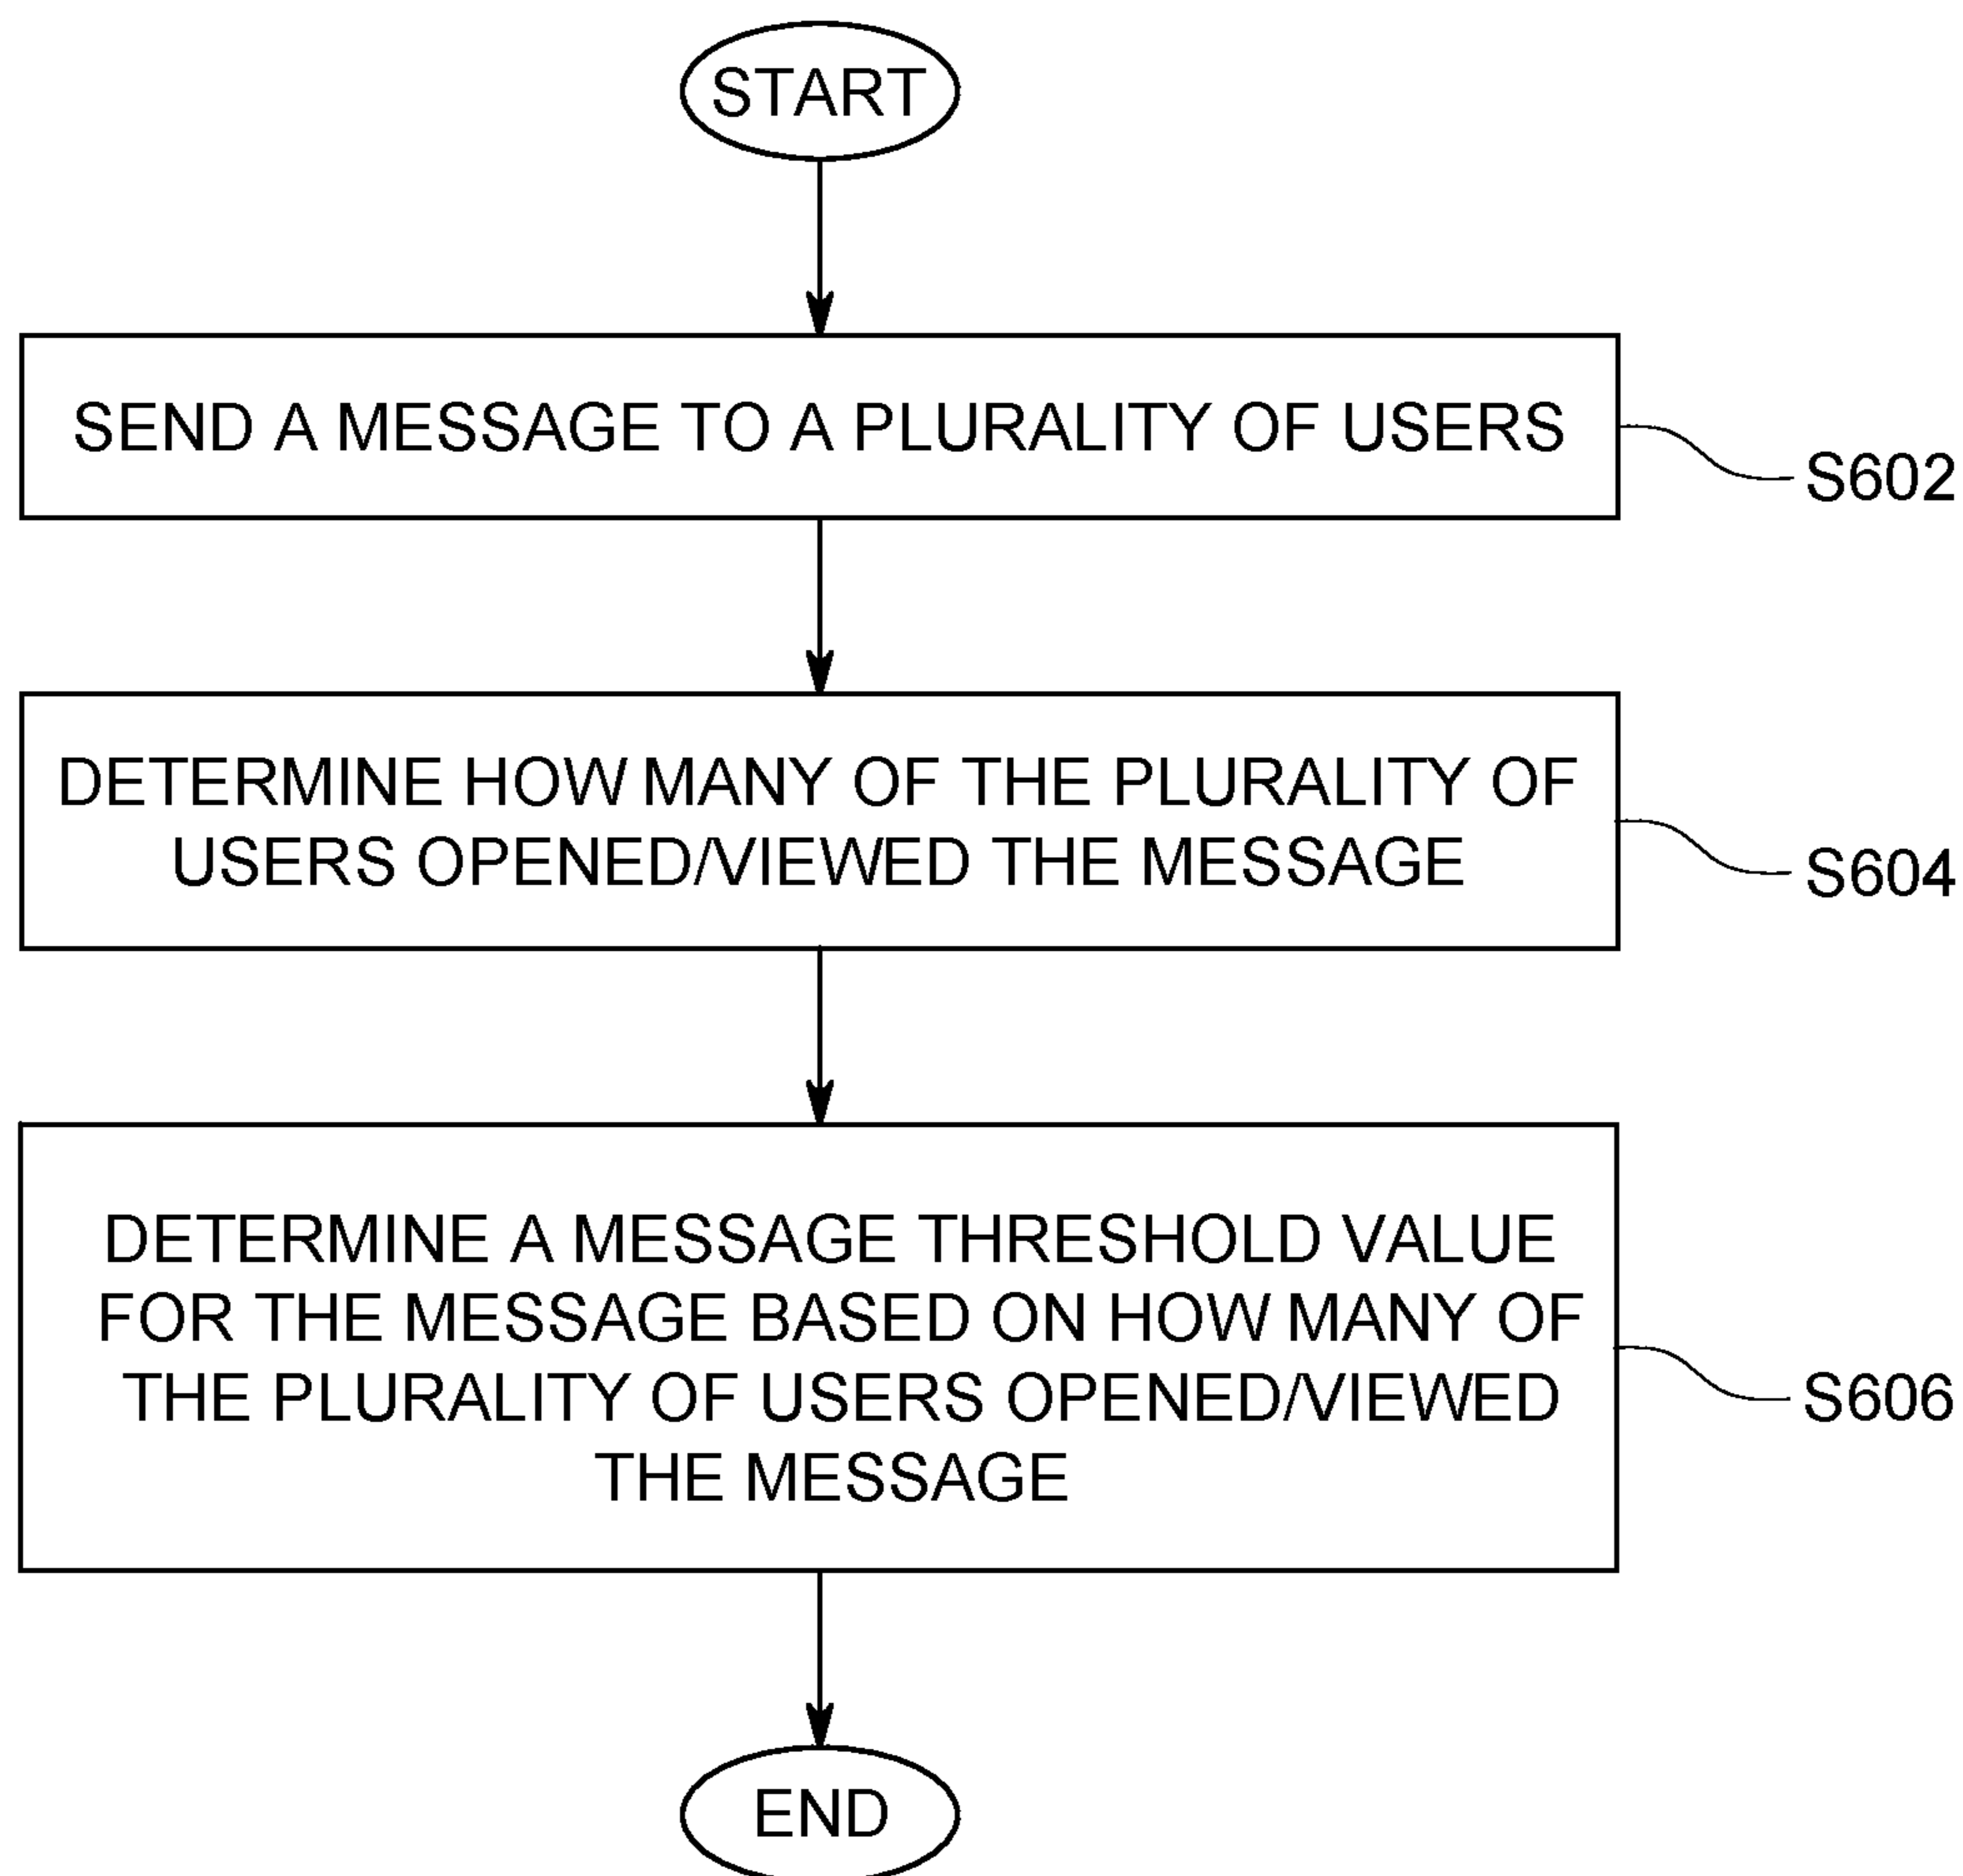 START
SEND A MESSAGE TO A PLURALITY OF USERS
S602
DETERMINE HOW MANY OF THE PLURALITY OF
USERS OPENED/VIEWED THE MESSAGE
S604
DETERMINE A MESSAGE THRESHOLD VALUE
FOR THE MESSAGE BASED ON HOW MANY OF
THE PLURALITY OF USERS OPENED/VIEWED
THE MESSAGE
S606
END